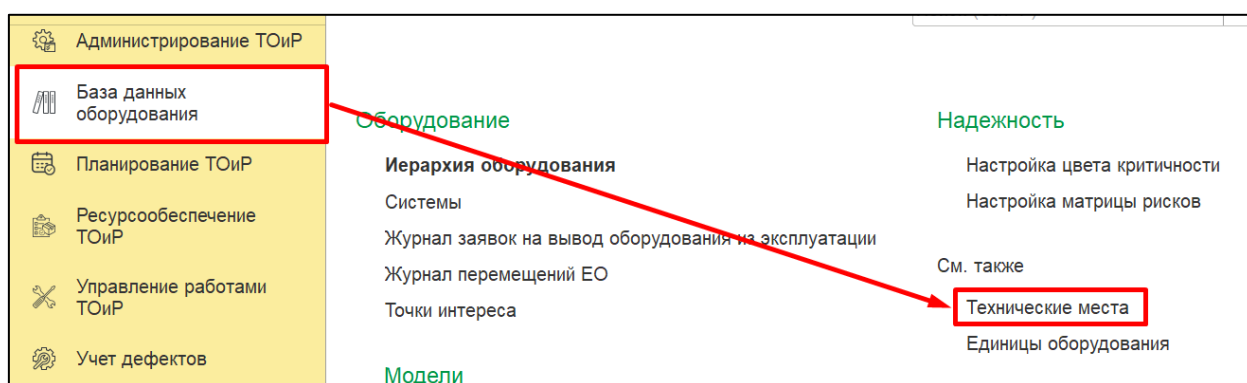 Администрирование ТОиР
База данных
оборудования
Планирование ТОиР
Ресурсообеспечение
ТОиР
Управление работами
ТОиР
Учет дефектов
Оборудование
Иерархия оборудования
Системы
Журнал заявок на вывод оборудования из эксплуатации
Журнал перемещений ЕО
Точки интереса
Модели
Надежность
Настройка цвета критичности
Настройка матрицы рисков
См. также
Технические места
Единицы оборудования